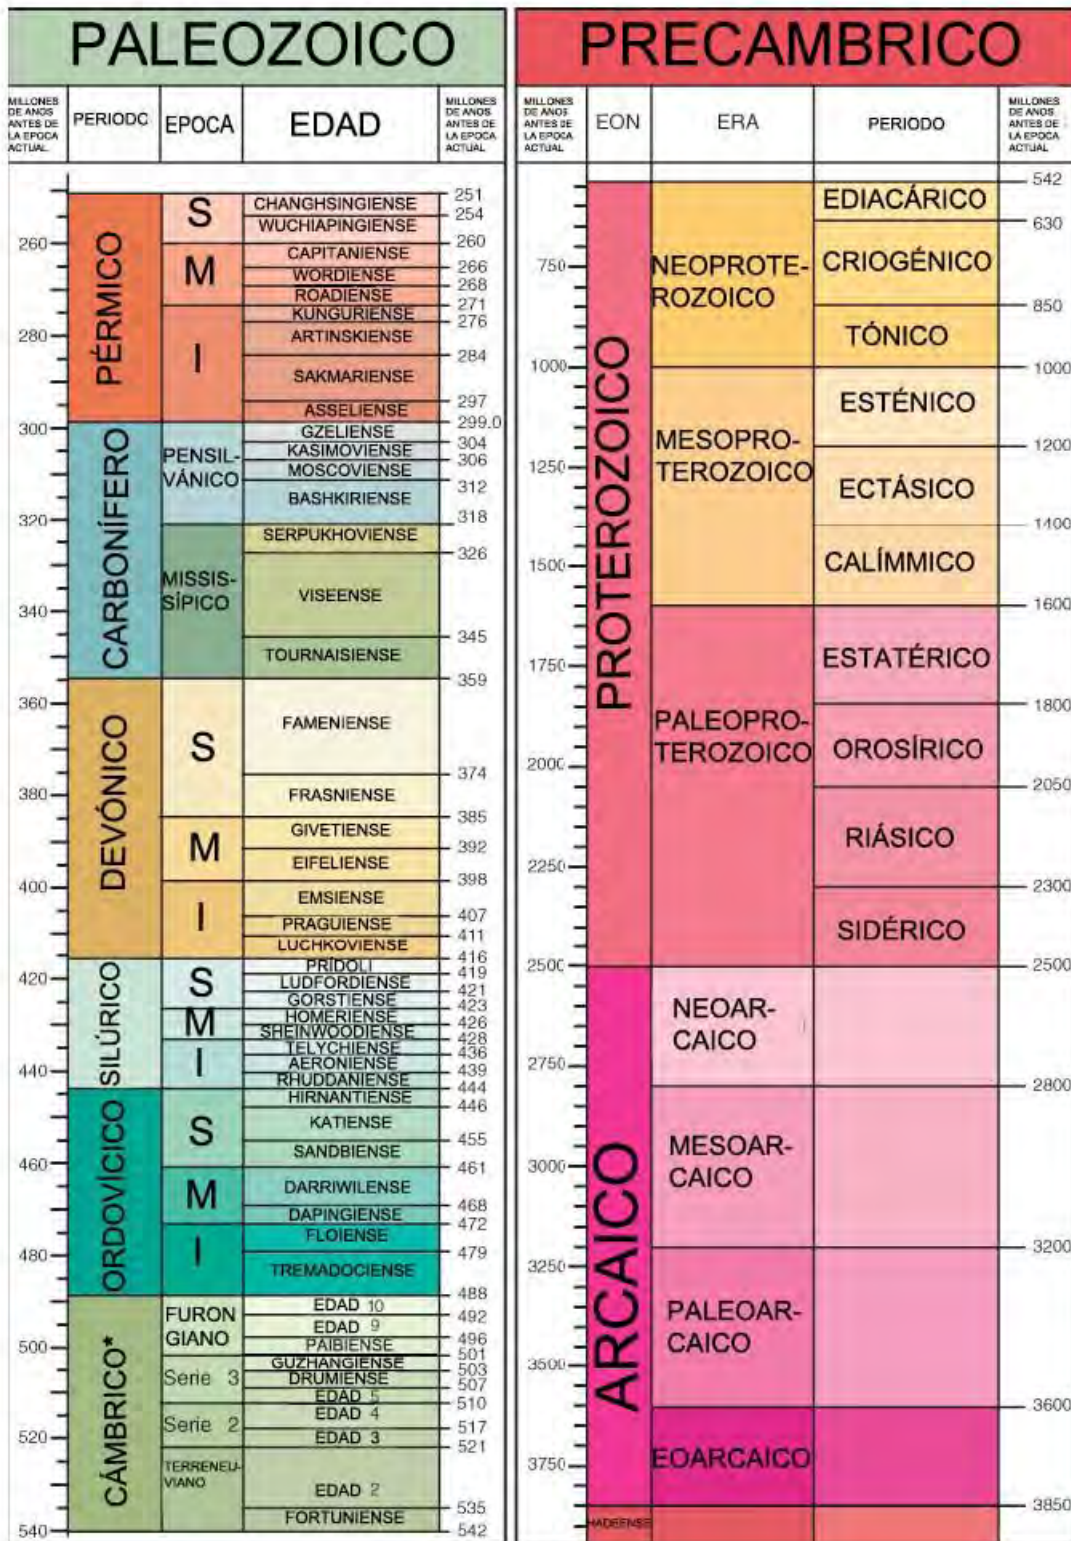 PALEOZOICO
MILLONES
DE ANOS
ANTES DE
LA EPOCA
ACTUAL
PERIODO
EPOCA
EDAD
MILLONES
DE ANOS
ANTES DE
LA EPOCA
ACTUAL
260
280
300
320
340
360
380
400
420
440
460
480
500
520
540
PÉRMICO
CARBONÍFERO
DEVÓNICO
SILÚRICO
ORDOVÍCICO
CÁMBRICO*
S
M
I
PENSIL-
VÁNICO
MISSIS-
SÍPICO
S
M
I
S
M
I
S
M
I
FURON
GIANO
Serie 3
Serie 2
TERRENEU-
VIANO
CHANGHSINGIENSE
WUCHIAPINGIENSE
CAPITANIENSE
WORDIENSE
ROADIENSE
KUNGURIENSE
ARTINSKIENSE
SAKMARIENSE
ASSELIENSE
GZELIENSE
KASIMOVIENSE
MOSCOVIENSE
BASHKIRIENSE
SERPUKHOVIENSE
VISEENSE
TOURNAISIENSE
FAMENIENSE
FRASNIENSE
GIVETIENSE
EIFELIENSE
EMSIENSE
PRAGUIENSE
LUCHKOVIENSE
PRÍDOLI
LUDFORDIENSE
GORSTIENSE
HOMERIENSE
SHEINWOODIENSE
TELYCHIENSE
AERONIENSE
RHUDDANIENSE
HIRNANTIENSE
KATIENSE
SANDBIENSE
DARRIWILENSE
DAPINGIENSE
FLOIENSE
TREMADOCIENSE
EDAD 10
EDAD 9
PAIBIENSE
GUZHANGIENSE
DRUMIENSE
EDAD 5
EDAD 4
EDAD 3
EDAD 2
FORTUNIENSE
251
254
260
266
268
271
276
284
297
299.0
304
306
312
318
326
345
359
374
385
392
398
407
411
416
419
421
423
426
428
436
439
444
446
455
461
468
472
479
488
492
496
501
503
507
510
517
521
535
542
PRECAMBRICO
MILLONES
DE ANOS
ANTES DE
LA EPOCA
ACTUAL
EON
ERA
PERIODO
MILLONES
DE ANOS
ANTES DE
LA EPOCA
ACTUAL
750
1000
1250
1500
1750
2000
2250
2500
2750
3000
3250
3500
3750
PROTEROZOICO
ARCAICO
HADEENSE
NEOPROTE-
ROZOICO
MESOPRO-
TEROZOICO
PALEOPRO-
TEROZOICO
NEOAR-
CAICO
MESOAR-
CAICO
PALEOAR-
CAICO
EOARCAICO
EDIACÁRICO
CRIOGÉNICO
TÓNICO
ESTÉNICO
ECTÁSICO
CALÍMMICO
ESTATÉRICO
OROSÍRICO
RIÁSICO
SIDÉRICO
542
630
850
1000
1200
1400
1600
1800
2050
2300
2500
2800
3200
3600
3850